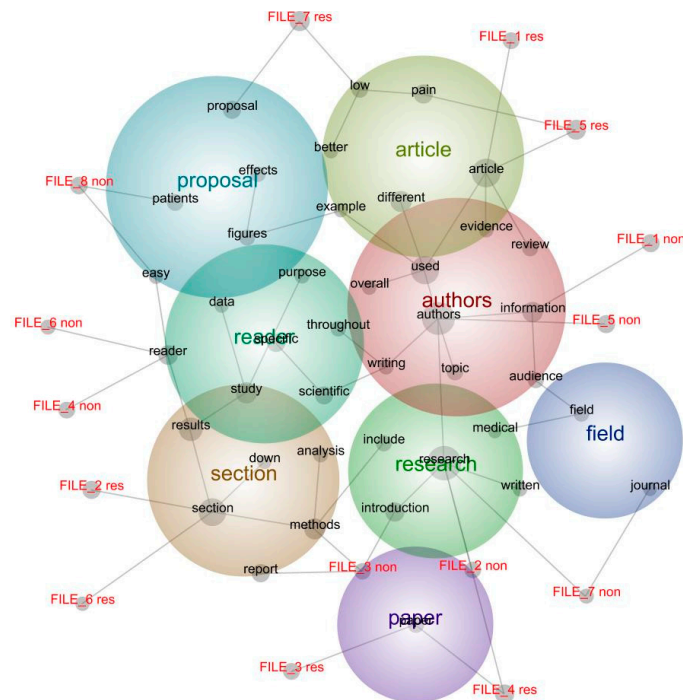 FILE_7 res
FILE_1 res
low
pain
proposal
FILE_5 res
better
article
article
effects
proposal
FILE_8 non
patients
different
example
evidence
figures
review
FILE_1 non
used
easy
purpose
overall
data
authors
information
authors
FILE_5 non
FILE_6 non
throughout
reader
specific
reader
writing
topic
audience
study
scientific
FILE_4 non
field
results
medical
field
include
down
analysis
research
research
section
FILE_2 res
written
journal
section
introduction
methods
report
FILE_3 non
FILE_2 non
FILE_7 non
FILE_6 res
paper
paper
FILE_3 res
FILE_4 res